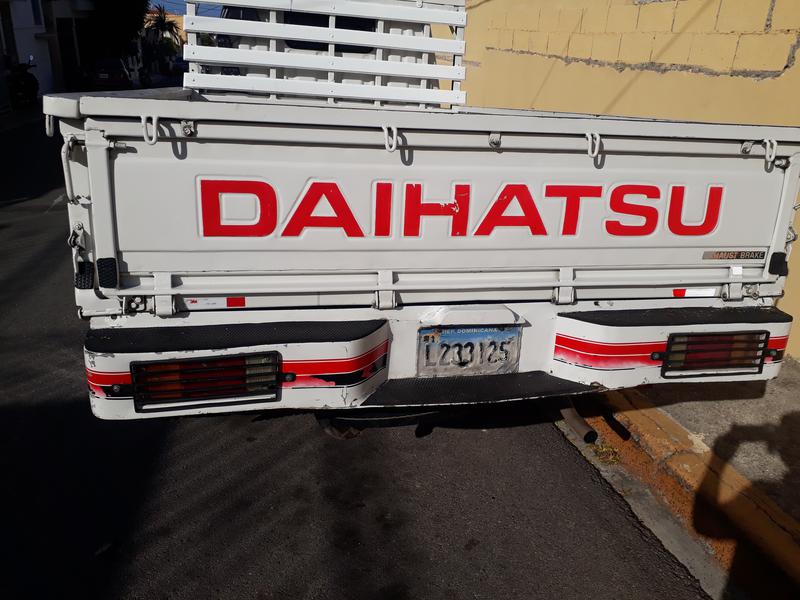 DAIHATSU
EXHAUST BRAKE
REP. DOMINICANA
L233125